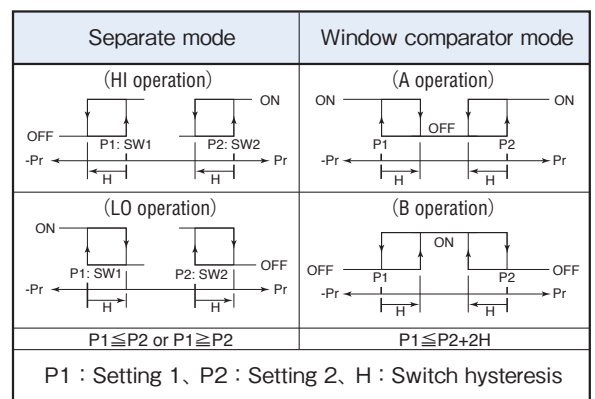 Separate mode
Window comparator mode
(HI operation)
ON
OFF
P1: SW1
P2: SW2
-Pr
Pr
H
H
(A operation)
ON
ON
OFF
P1
P2
-Pr
Pr
H
H
(LO operation)
ON
P1: SW1
P2: SW2
OFF
-Pr
Pr
H
H
(B operation)
ON
OFF
P1
P2
OFF
-Pr
Pr
H
H
P1≦P2 or P1≧P2
P1≦P2+2H
P1：Setting 1、P2：Setting 2、H：Switch hysteresis